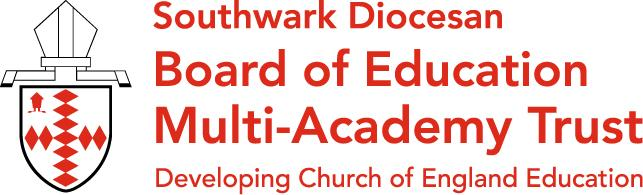 Southwark Diocesan
Board of Education
Multi-Academy Trust
Developing Church of England Education